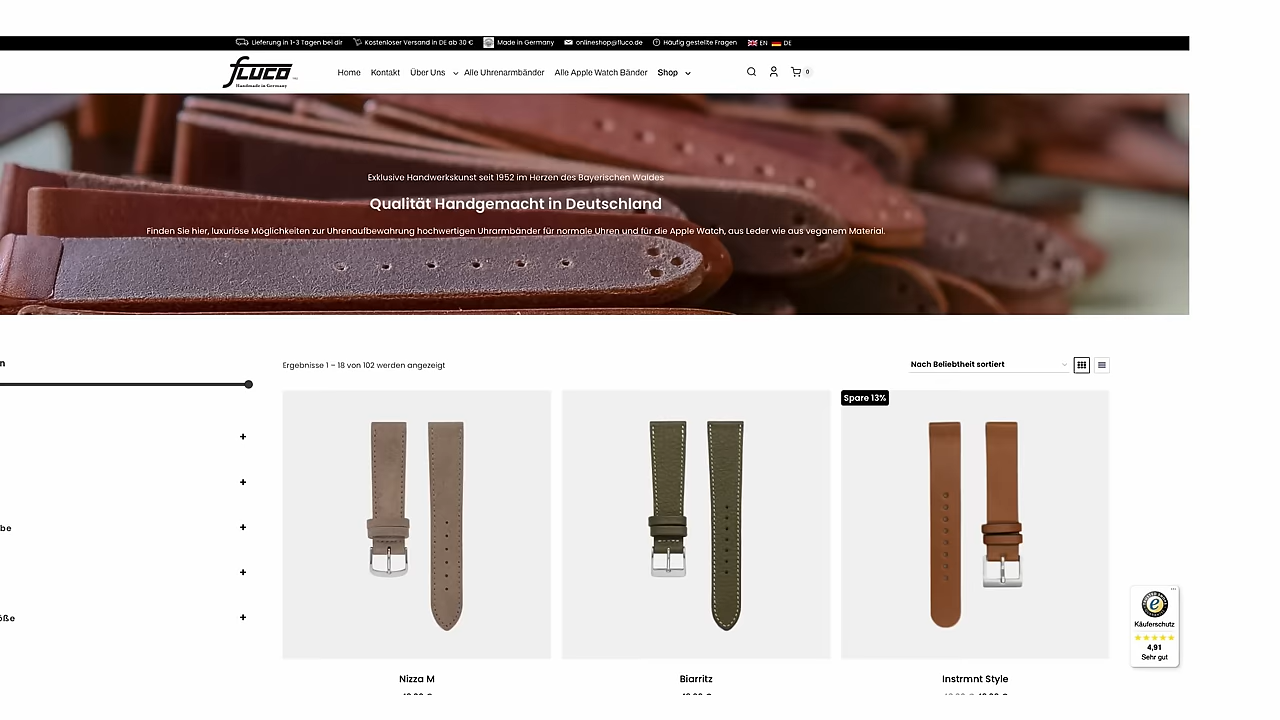 Lieferung in 1-3 Tagen bei dir Kostenloser Versand in DE ab 30 € Made in Germany onlineshop@fluco.de Häufig gestellte Fragen EN DE
fluco
Handmade in Germany
Home Kontakt Über Uns Alle Uhrenarmbänder Alle Apple Watch Bänder Shop 0
Exklusive Handwerkskunst seit 1952 im Herzen des Bayerischen Waldes
Qualität Handgemacht in Deutschland
Finden Sie hier, luxuriöse Möglichkeiten zur Uhrenaufbewahrung hochwertigen Uhrarmbänder für normale Uhren und für die Apple Watch, aus Leder wie aus veganem Material.
n
Ergebnisse 1 – 18 von 102 werden angezeigt
Nach Beliebtheit sortiert
Spare 13%
+
+
be +
+
öße +
Käuferschutz
4,91
Sehr gut
Nizza M Biarritz Instrmnt Style